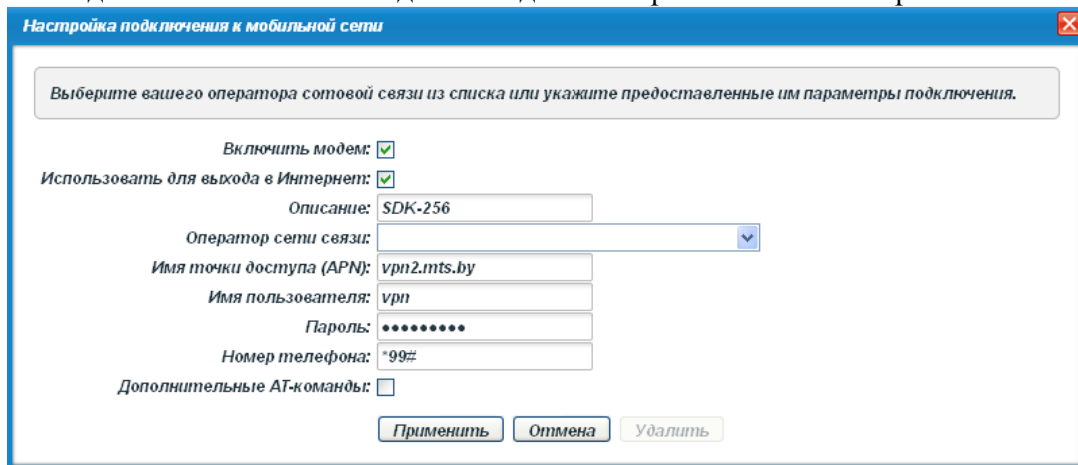 Настройка подключения к мобильной сети
Выберите вашего оператора сотовой связи из списка или укажите предоставленные им параметры подключения.
Включить модем:
Использовать для выхода в Интернет:
Описание: SDK-256
Оператор сети связи:
Имя точки доступа (APN): vpn2.mts.by
Имя пользователя: vpn
Пароль: •••••••••
Номер телефона: *99#
Дополнительные AT-команды:
Применить Отмена Удалить